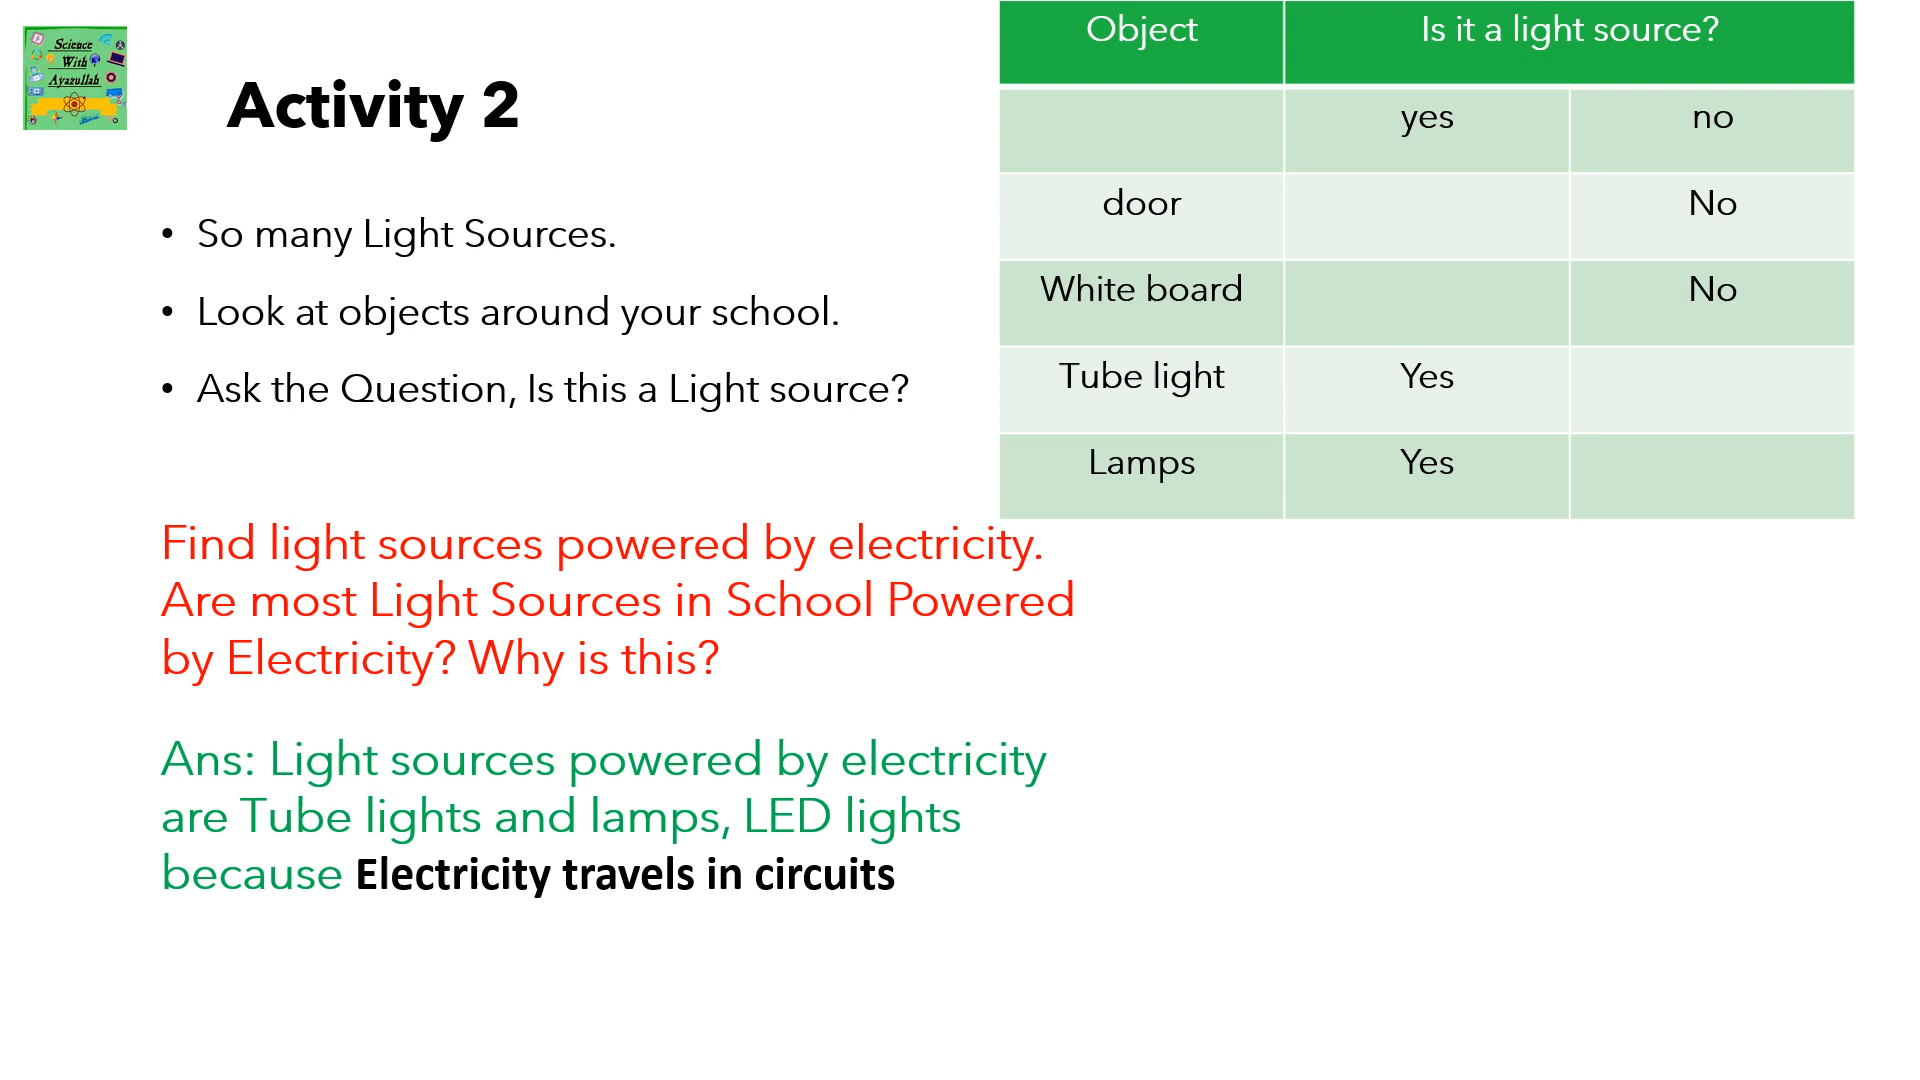 Science
With
Ayazullah
Activity 2
• So many Light Sources.
• Look at objects around your school.
• Ask the Question, Is this a Light source?
Object Is it a light source?
yes no
door No
White board No
Tube light Yes
Lamps Yes
Find light sources powered by electricity.
Are most Light Sources in School Powered
by Electricity? Why is this?
Ans: Light sources powered by electricity
are Tube lights and lamps, LED lights
because Electricity travels in circuits